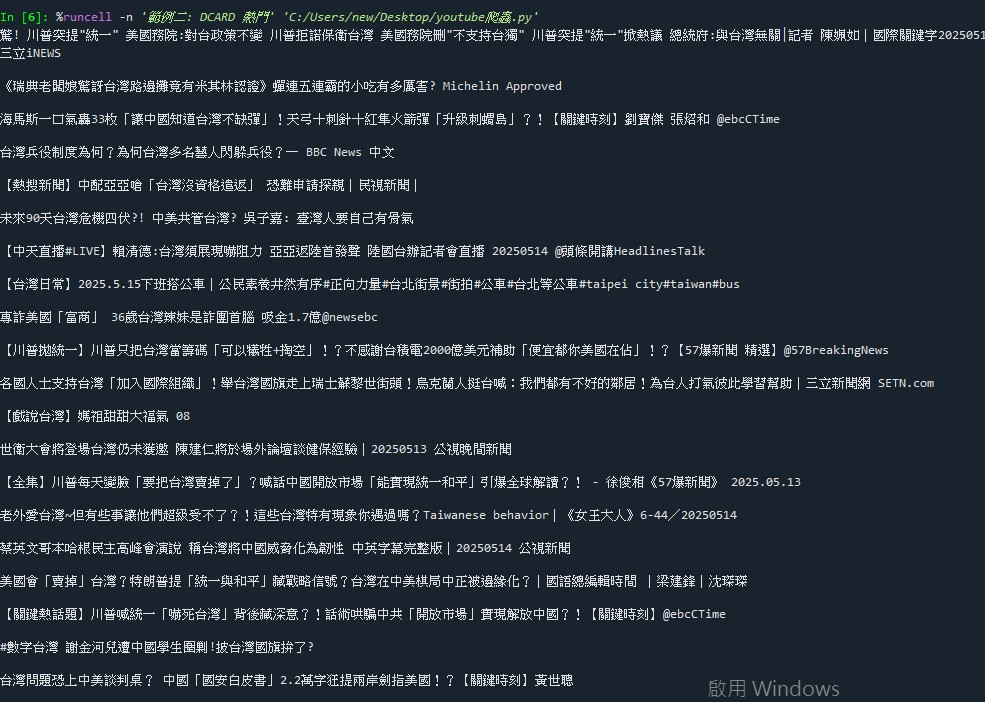 In [6]: %runcell -n '範例二: DCARD 熱門' 'C:/Users/new/Desktop/youtube爬蟲.py'
驚! 川普突提"統一" 美國務院:對台政策不變 川普拒諾保衛台灣 美國務院刪"不支持台獨" 川普突提"統一"掀熱議 總統府:與台灣無關|記者 陳姵如|國際關鍵字2025051
三立iNEWS
《瑞典老闆娘驚訝台灣路邊攤竟有米其林認證》蟬連五連霸的小吃有多厲害? Michelin Approved
海馬斯一口氣轟33枚「讓中國知道台灣不缺彈」！天弓十刺針十紅隼火箭彈「升級刺蝟島」？！【關鍵時刻】劉寶傑 張炤和 @ebcCTime
台灣兵役制度為何？為何台灣多名藝人閃躲兵役？一 BBC News 中文
【熱搜新聞】中配亞亞嗆「台灣沒資格遣返」 恐難申請探親｜民視新聞｜
未來90天台灣危機四伏?! 中美共管台灣? 吳子嘉: 臺灣人要自己有骨氣
【中天直播#LIVE】賴清德:台灣須展現嚇阻力 亞亞返陸首發聲 陸國台辦記者會直播 20250514 @頭條開講HeadlinesTalk
【台灣日常】2025.5.15下班搭公車｜公民素養井然有序#正向力量#台北街景#街拍#公車#台北等公車#taipei city#taiwan#bus
專詐美國「富商」 36歲台灣辣妹是詐團首腦 吸金1.7億@newsebc
【川普拋統一】川普只把台灣當籌碼「可以犧牲+掏空」！？不感謝台積電2000億美元補助「便宜都你美國在佔」！？【57爆新聞 精選】@57BreakingNews
各國人士支持台灣「加入國際組織」！舉台灣國旗走上瑞士蘇黎世街頭！烏克蘭人挺台喊：我們都有不好的鄰居！為台人打氣彼此學習幫助｜三立新聞網 SETN.com
【戲說台灣】媽祖甜甜大福氣 08
世衛大會將登場台灣仍未獲邀 陳建仁將於場外論壇談健保經驗｜20250513 公視晚間新聞
【全集】川普每天變臉「要把台灣賣掉了」？喊話中國開放市場「能實現統一和平」引爆全球解讀？！ - 徐俊相《57爆新聞》 2025.05.13
老外愛台灣~但有些事讓他們超級受不了？！這些台灣特有現象你遇過嗎？Taiwanese behavior｜《女王大人》6-44／20250514
蔡英文哥本哈根民主高峰會演說 稱台灣將中國威脅化為韌性 中英字幕完整版｜20250514 公視新聞
美國會「賣掉」台灣？特朗普提「統一與和平」藏戰略信號？台灣在中美棋局中正被邊緣化？｜國語總編輯時間 ｜梁建鋒｜沈琛琛
【關鍵熱話題】川普喊統一「嚇死台灣」背後藏深意？！話術哄騙中共「開放市場」實現解放中國？！【關鍵時刻】@ebcCTime
#數字台灣 謝金河兒遭中國學生圍剿!披台灣國旗拚了?
台灣問題恐上中美談判桌？ 中國「國安白皮書」2.2萬字狂提兩岸劍指美國！？【關鍵時刻】黃世聰
啟用 Windows